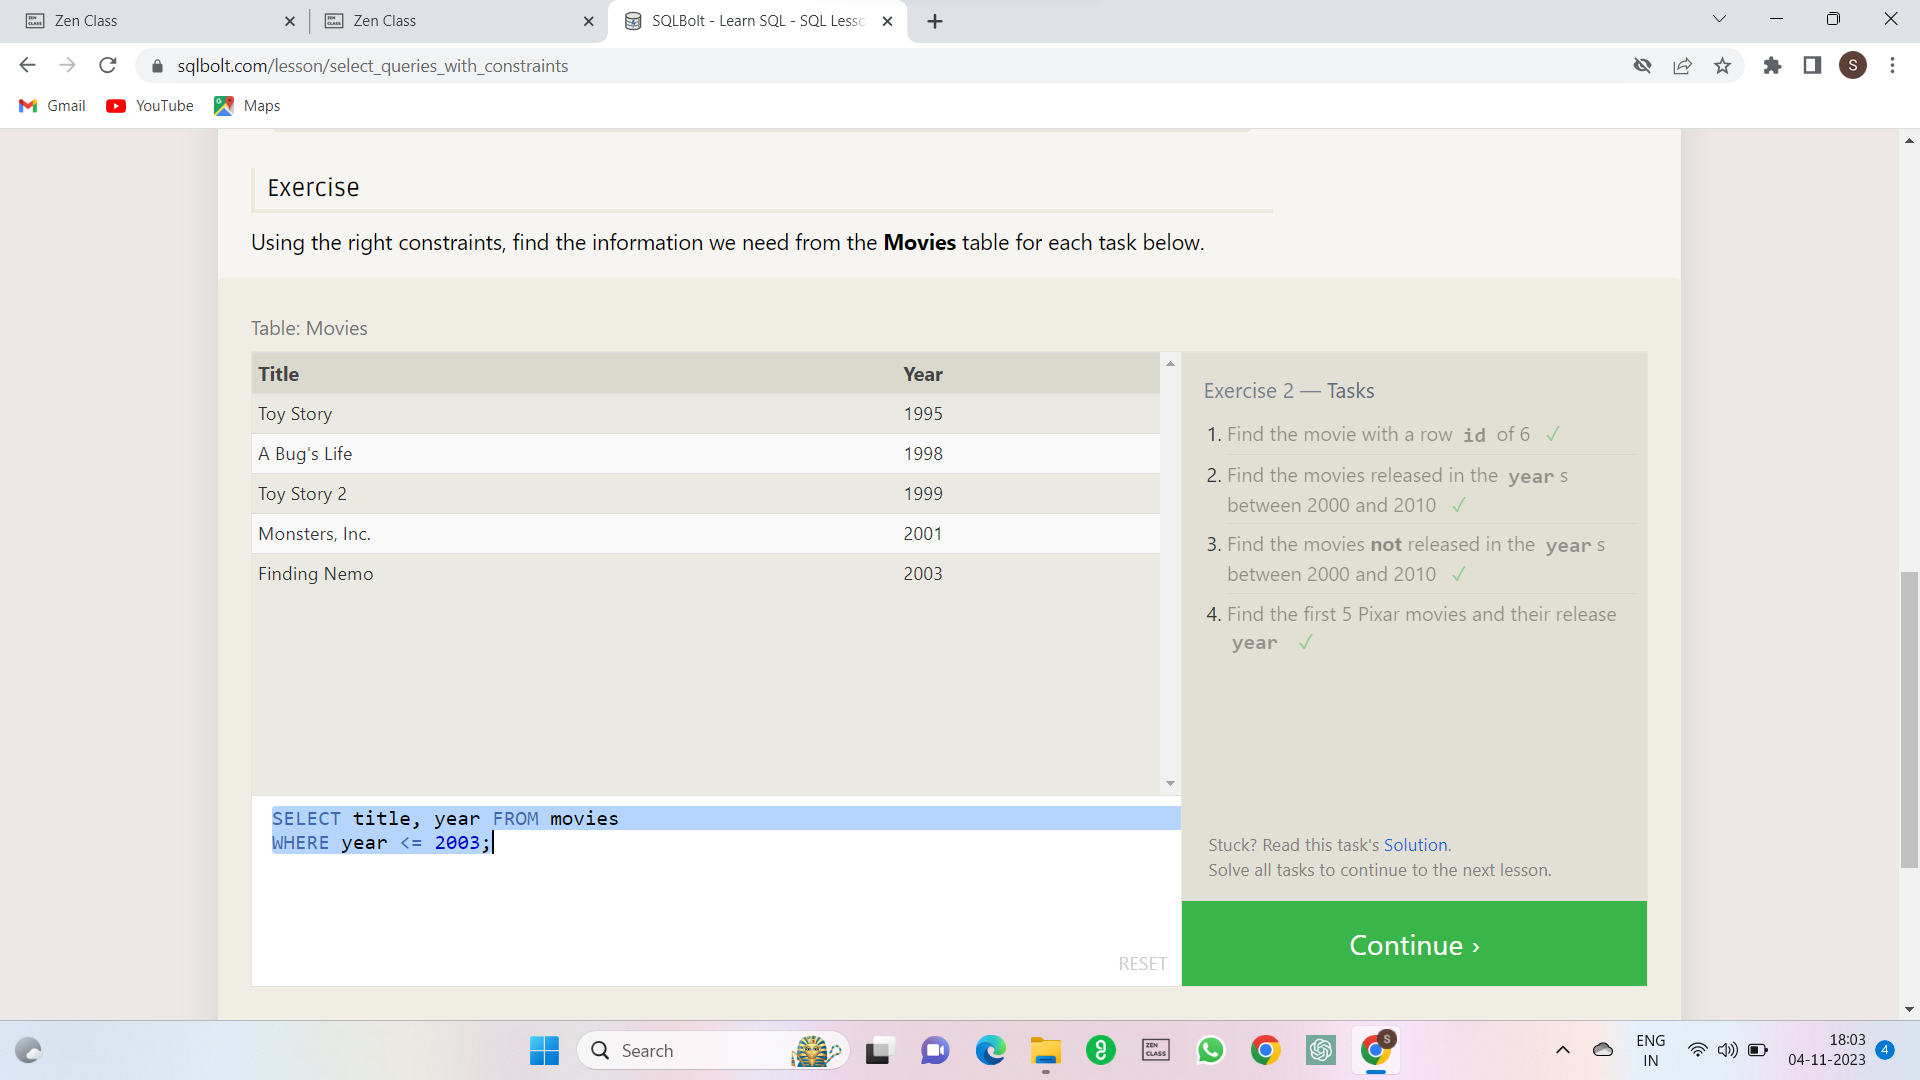 Zen Class
Zen Class
SQLBolt - Learn SQL - SQL Lesso
sqlbolt.com/lesson/select_queries_with_constraints
S
Gmail
YouTube
Maps
Exercise
Using the right constraints, find the information we need from the Movies table for each task below.
Table: Movies
Title Year
Toy Story 1995
A Bug's Life 1998
Toy Story 2 1999
Monsters, Inc. 2001
Finding Nemo 2003
SELECT title, year FROM movies
WHERE year <= 2003;
RESET
Exercise 2 — Tasks
1. Find the movie with a row id of 6 ✓
2. Find the movies released in the year s
between 2000 and 2010 ✓
3. Find the movies not released in the year s
between 2000 and 2010 ✓
4. Find the first 5 Pixar movies and their release
year ✓
Stuck? Read this task's Solution.
Solve all tasks to continue to the next lesson.
Continue ›
Search
ZEN
CLASS
S
ENG
IN
18:03
04-11-2023
4